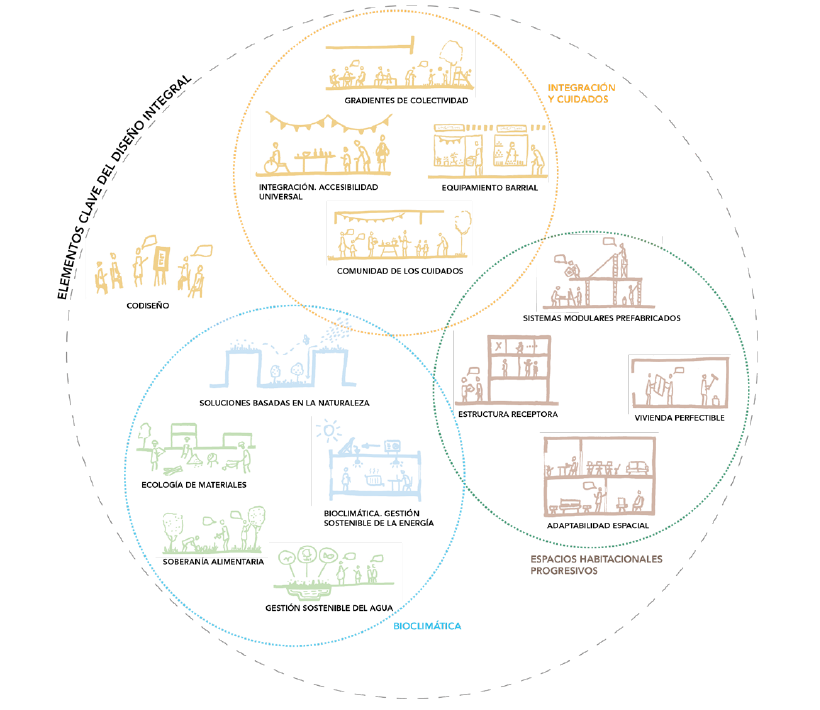 ELEMENTOS CLAVE DEL DISEÑO INTEGRAL
INTEGRACIÓN
Y CUIDADOS
GRADIENTES DE COLECTIVIDAD
INTEGRACIÓN. ACCESIBILIDAD
UNIVERSAL
EQUIPAMIENTO BARRIAL
COMUNIDAD DE LOS CUIDADOS
CODISEÑO
SISTEMAS MODULARES PREFABRICADOS
ESTRUCTURA RECEPTORA
VIVIENDA PERFECTIBLE
ADAPTABILIDAD ESPACIAL
ESPACIOS HABITACIONALES
PROGRESIVOS
SOLUCIONES BASADAS EN LA NATURALEZA
ECOLOGÍA DE MATERIALES
BIOCLIMÁTICA. GESTIÓN
SOSTENIBLE DE LA ENERGÍA
SOBERANÍA ALIMENTARIA
GESTIÓN SOSTENIBLE DEL AGUA
BIOCLIMÁTICA